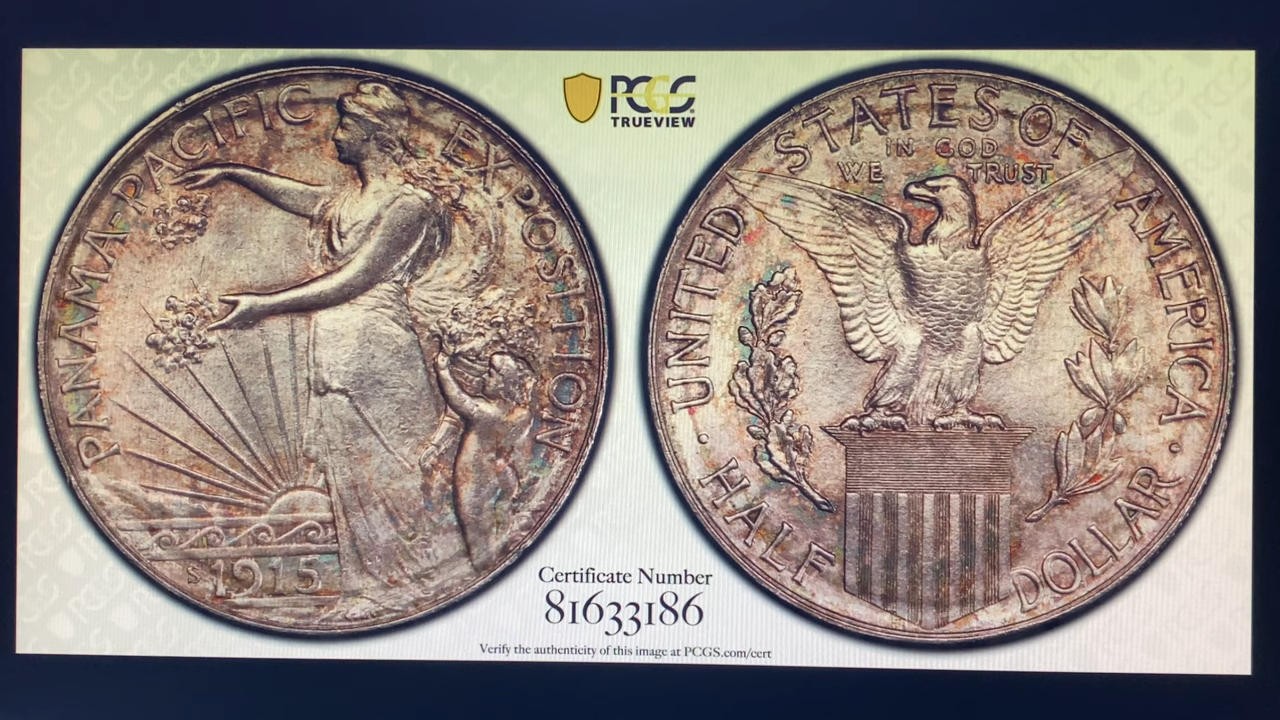 PCGS
TRUEVIEW
PANAMA-PACIFIC EXPOSITION
S 1915
UNITED STATES OF AMERICA
IN GOD
WE TRUST
· HALF DOLLAR ·
Certificate Number
81633186
Verify the authenticity of this image at PCGS.com/cert